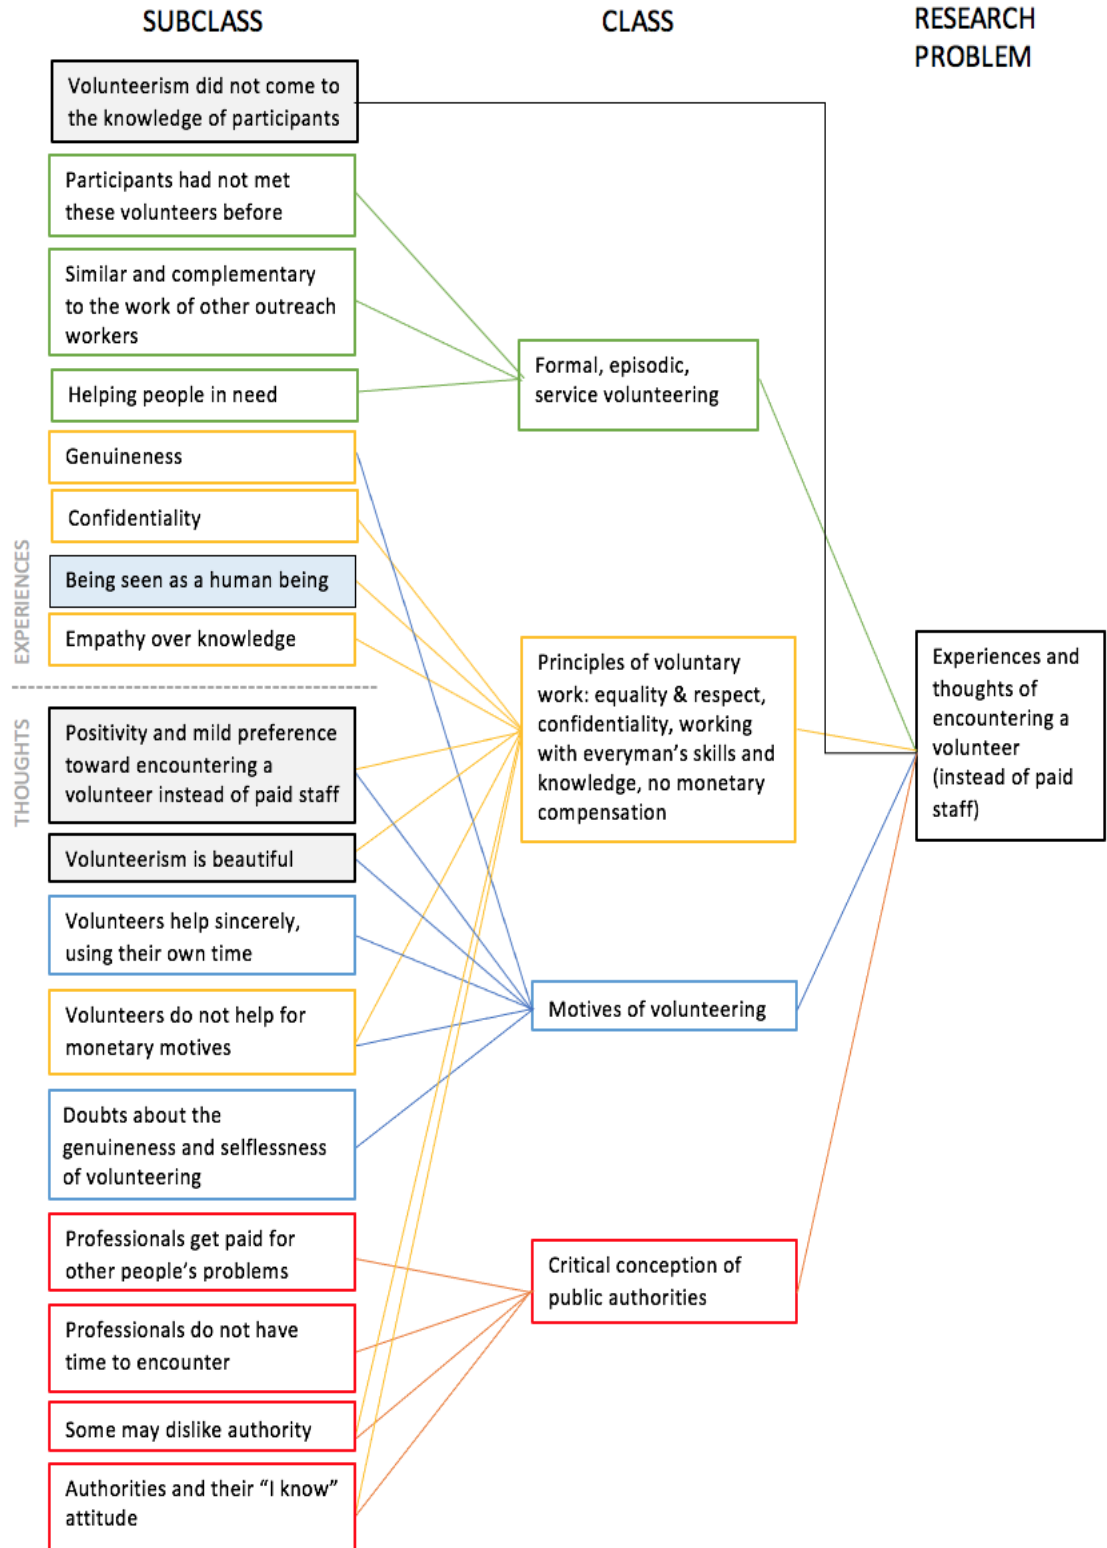 SUBCLASS
CLASS
RESEARCH
PROBLEM
Volunteerism did not come to
the knowledge of participants
Participants had not met
these volunteers before
Similar and complementary
to the work of other outreach
workers
Helping people in need
Formal, episodic,
service volunteering
Genuineness
Confidentiality
Being seen as a human being
Empathy over knowledge
EXPERIENCES
THOUGHTS
Positivity and mild preference
toward encountering a
volunteer instead of paid staff
Volunteerism is beautiful
Volunteers help sincerely,
using their own time
Volunteers do not help for
monetary motives
Doubts about the
genuineness and selflessness
of volunteering
Professionals get paid for
other people's problems
Professionals do not have
time to encounter
Some may dislike authority
Authorities and their “I know”
attitude
Principles of voluntary
work: equality & respect,
confidentiality, working
with everyman's skills and
knowledge, no monetary
compensation
Motives of volunteering
Critical conception of
public authorities
Experiences and
thoughts of
encountering a
volunteer
(instead of paid
staff)